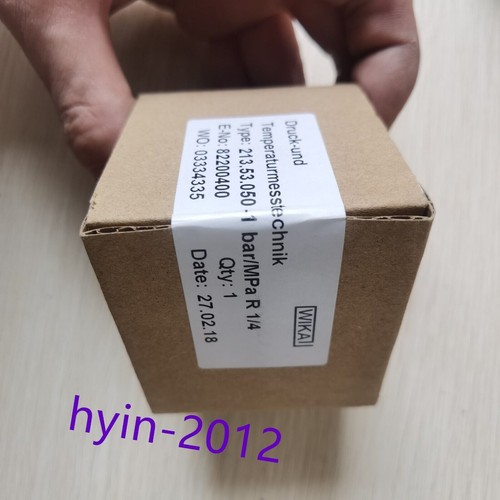 Druck-und
Temperaturmesstechnik
Type: 213.53.050 -1 bar/MPa R 1/4
E-No: 82200400 Qty: 1
WO: 03334335 Date: 27.02.18
WIKAI
hyin-2012